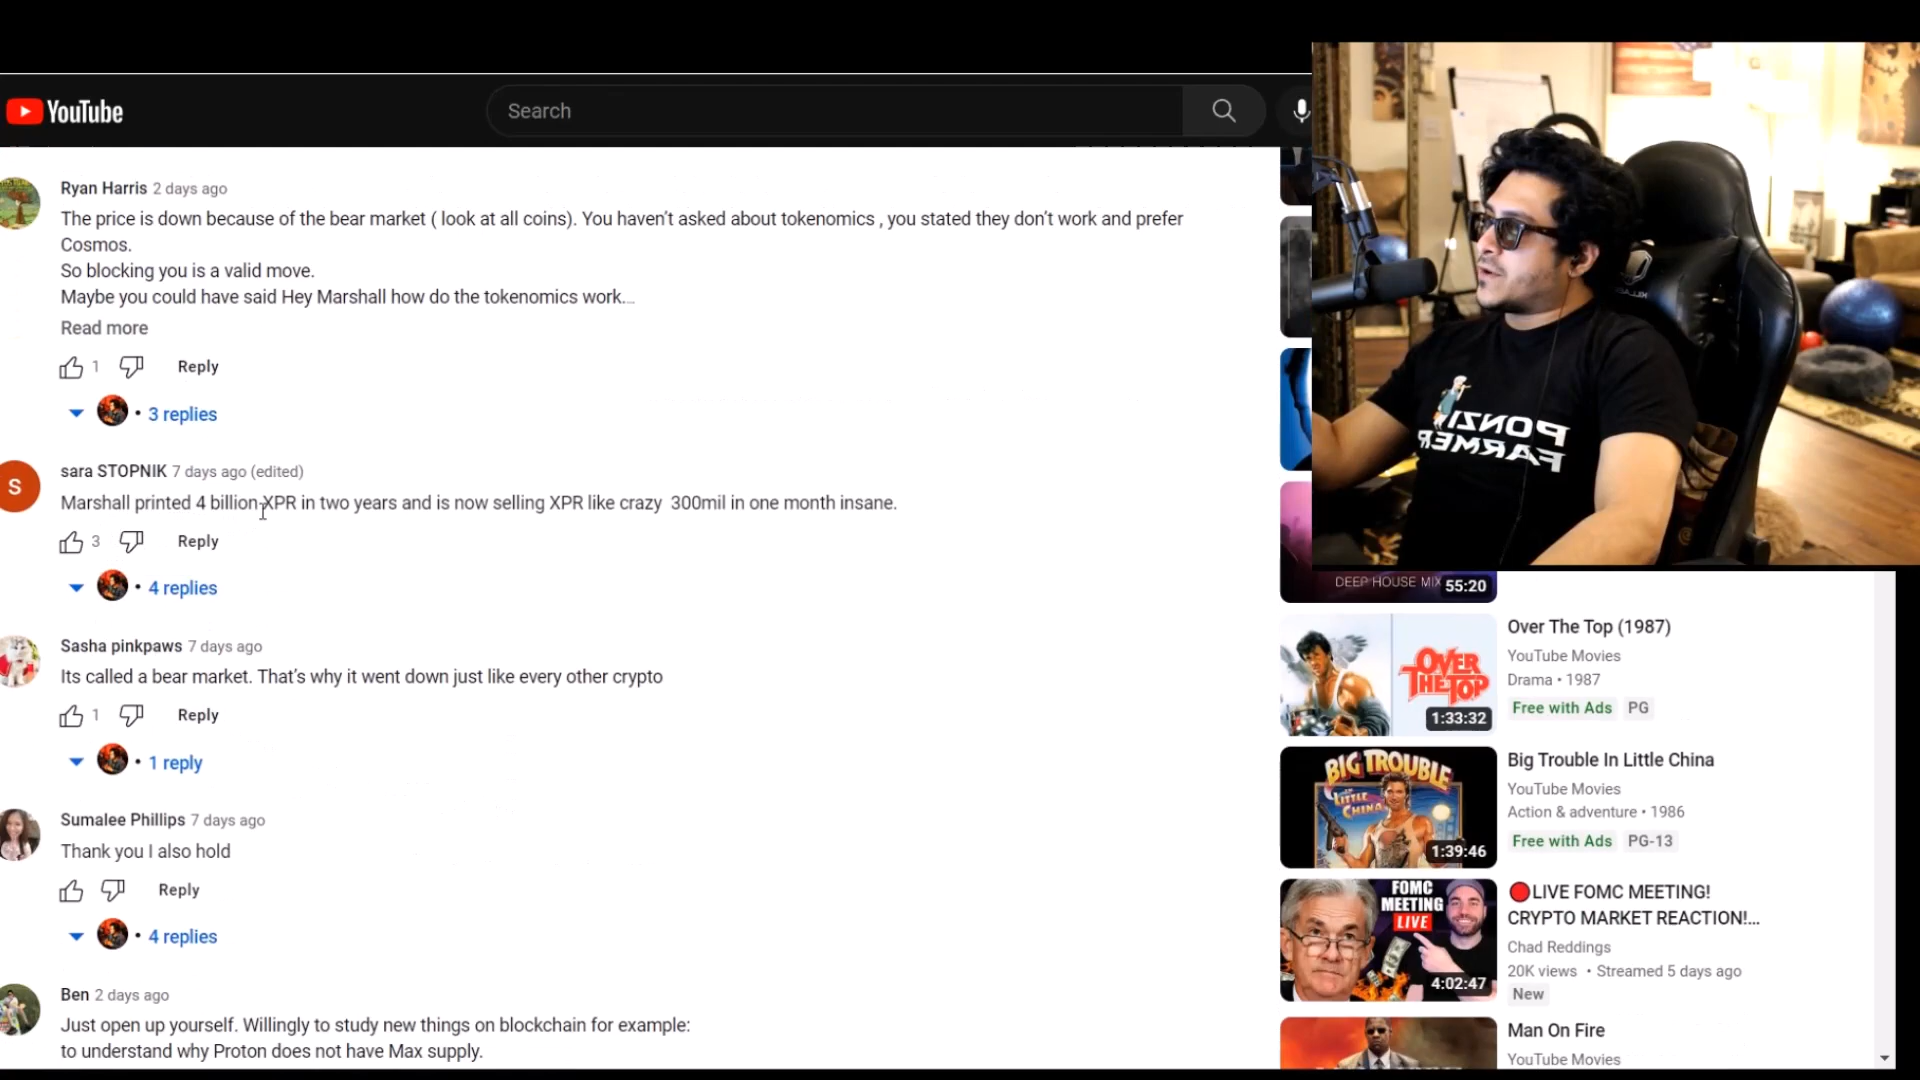 YouTube
Search
Ryan Harris 2 days ago
The price is down because of the bear market ( look at all coins). You haven't asked about tokenomics , you stated they don't work and prefer
Cosmos.
So blocking you is a valid move.
Maybe you could have said Hey Marshall how do the tokenomics work...
Read more
1
Reply
• 3 replies
S
sara STOPNIK 7 days ago (edited)
Marshall printed 4 billion XPR in two years and is now selling XPR like crazy 300mil in one month insane.
3
Reply
• 4 replies
Sasha pinkpaws 7 days ago
Its called a bear market. That's why it went down just like every other crypto
1
Reply
• 1 reply
Sumalee Phillips 7 days ago
Thank you I also hold
Reply
• 4 replies
Ben 2 days ago
Just open up yourself. Willingly to study new things on blockchain for example:
to understand why Proton does not have Max supply.
PONZI
FARMER
DEEP HOUSE MIX
55:20
OVER
THE TOP
1:33:32
Over The Top (1987)
YouTube Movies
Drama • 1987
Free with Ads PG
BIG TROUBLE
IN LITTLE
CHINA
1:39:46
Big Trouble In Little China
YouTube Movies
Action & adventure • 1986
Free with Ads PG-13
FOMC
MEETING
LIVE
4:02:47
🔴LIVE FOMC MEETING!
CRYPTO MARKET REACTION!...
Chad Reddings
20K views • Streamed 5 days ago
New
Man On Fire
YouTube Movies